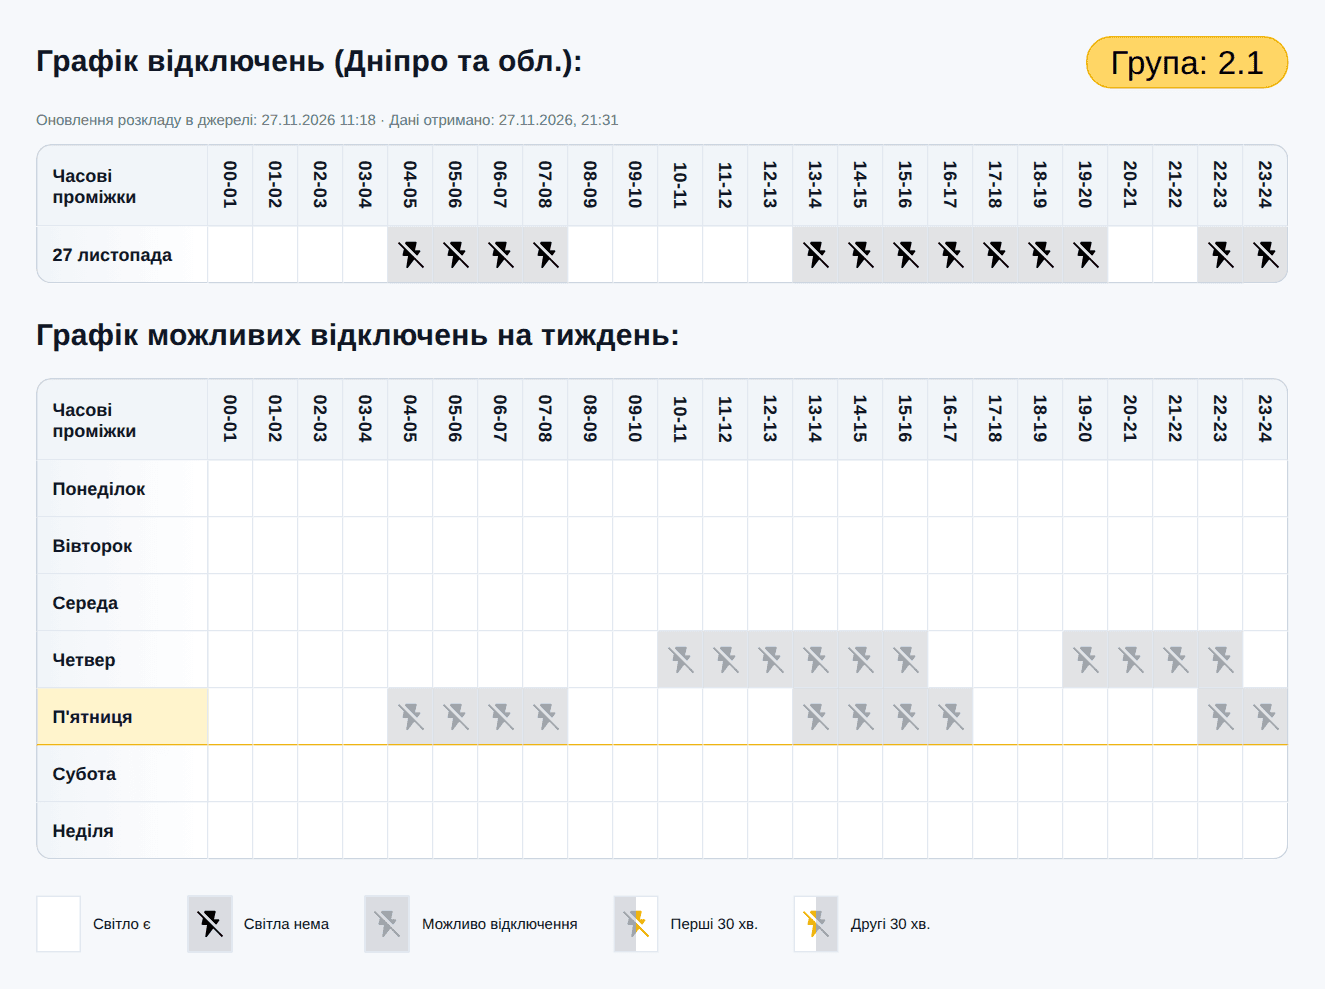 Графік відключень (Дніпро та обл.):
Група: 2.1
Оновлення розкладу в джерелі: 27.11.2026 11:18 · Дані отримано: 27.11.2026, 21:31
Часові проміжки 00-01 01-02 02-03 03-04 04-05 05-06 06-07 07-08 08-09 09-10 10-11 11-12 12-13 13-14 14-15 15-16 16-17 17-18 18-19 19-20 20-21 21-22 22-23 23-24
27 листопада
Графік можливих відключень на тиждень:
Часові проміжки 00-01 01-02 02-03 03-04 04-05 05-06 06-07 07-08 08-09 09-10 10-11 11-12 12-13 13-14 14-15 15-16 16-17 17-18 18-19 19-20 20-21 21-22 22-23 23-24
Понеділок
Вівторок
Середа
Четвер
П'ятниця
Субота
Неділя
Світло є Світла нема Можливо відключення Перші 30 хв. Другі 30 хв.